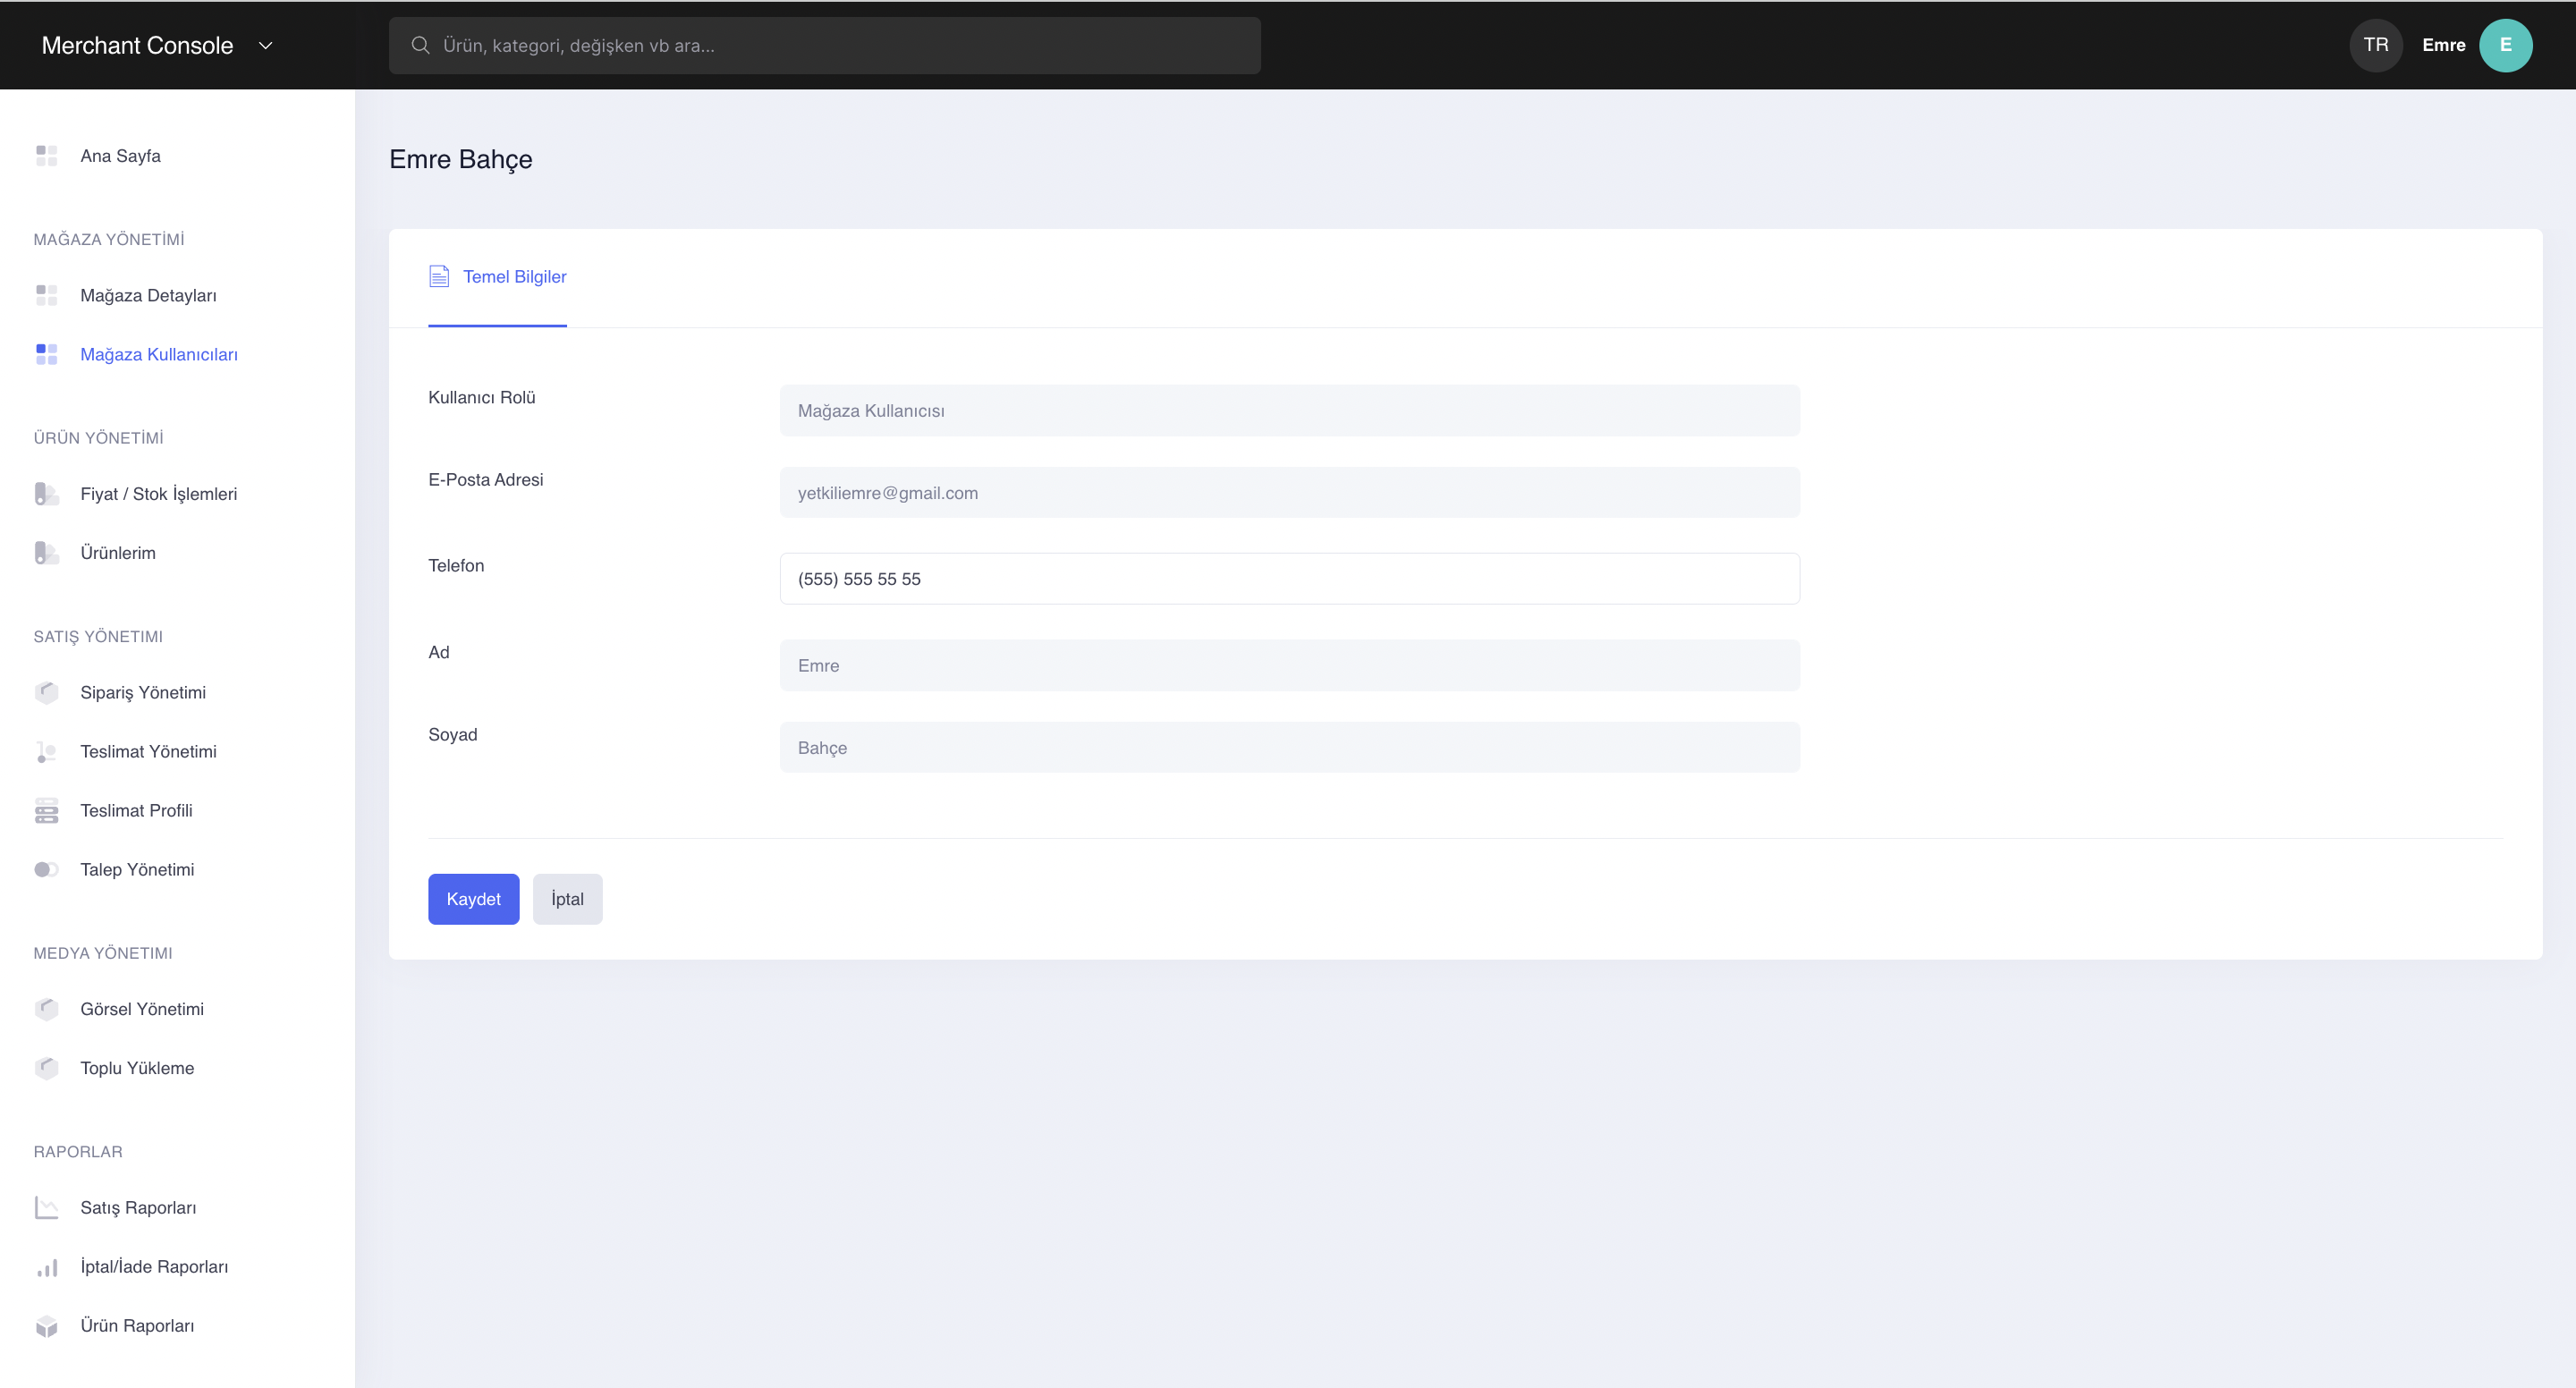 Merchant Console
Ürün, kategori, değişken vb ara...
TR
Emre
E
Ana Sayfa
MAĞAZA YÖNETİMİ
Mağaza Detayları
Mağaza Kullanıcıları
ÜRÜN YÖNETİMİ
Fiyat / Stok İşlemleri
Ürünlerim
SATIŞ YÖNETIMI
Sipariş Yönetimi
Teslimat Yönetimi
Teslimat Profili
Talep Yönetimi
MEDYA YÖNETIMI
Görsel Yönetimi
Toplu Yükleme
RAPORLAR
Satış Raporları
İptal/İade Raporları
Ürün Raporları
Emre Bahçe
Temel Bilgiler
Kullanıcı Rolü
Mağaza Kullanıcısı
E-Posta Adresi
yetkiliemre@gmail.com
Telefon
(555) 555 55 55
Ad
Emre
Soyad
Bahçe
Kaydet
İptal